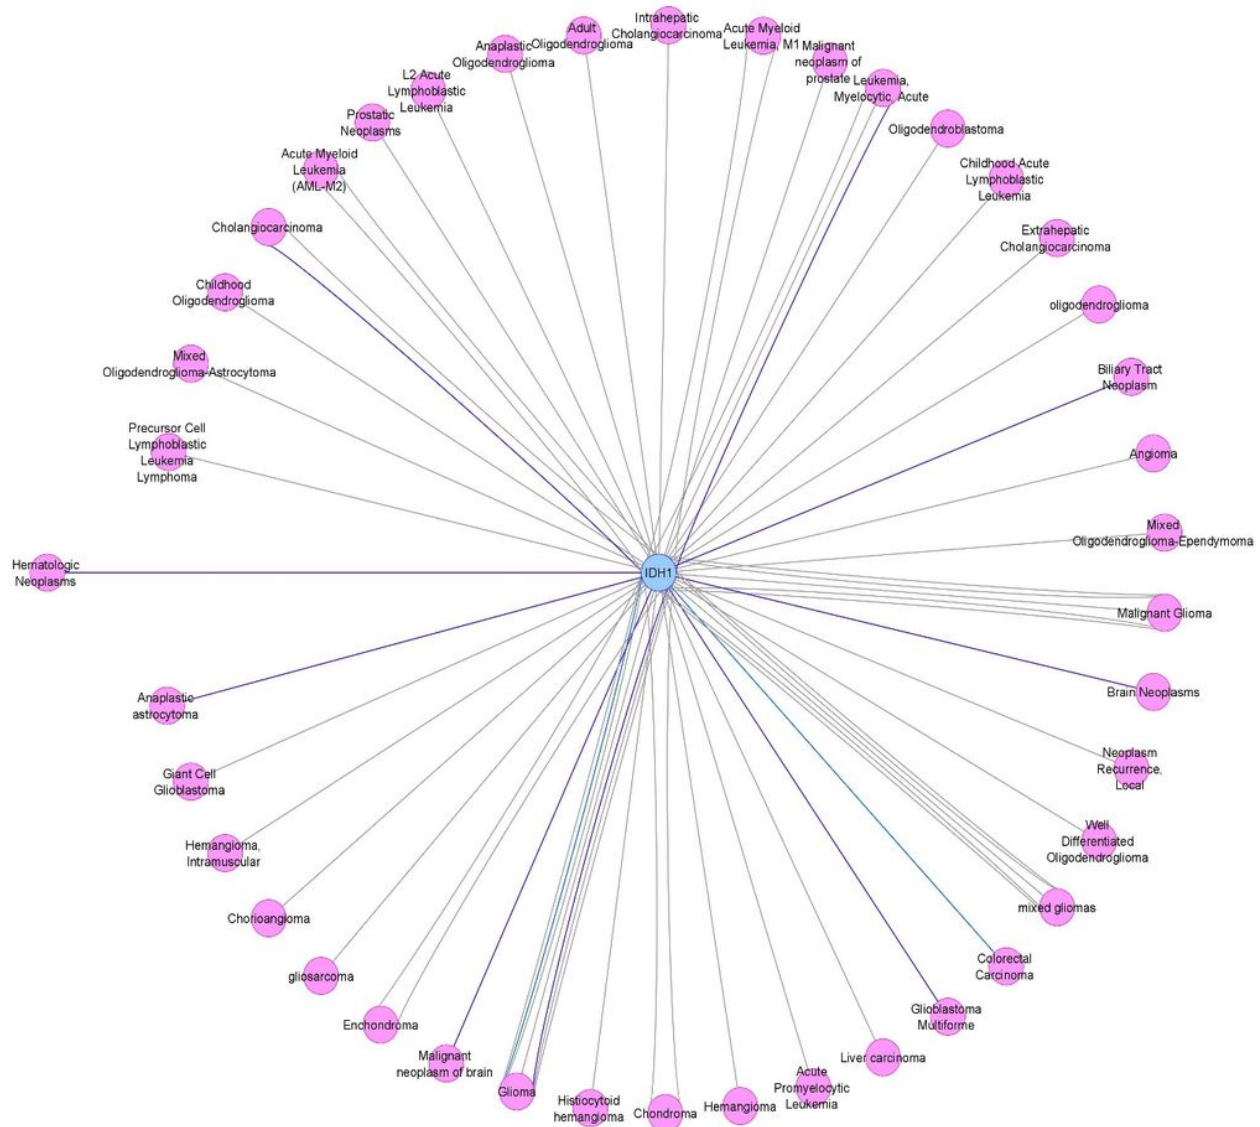 Intrahepatic
Cholangiocarcinoma
Adult
Oligodendroglioma
Acute Myeloid
Leukemia, M1
Anaplastic
Oligodendroglioma
Malignant
neoplasm of
prostate
L2 Acute
Lymphoblastic
Leukemia
Leukemia,
Myelocytic, Acute
Prostatic
Neoplasms
Oligodendroblastoma
Acute Myeloid
Leukemia
(AML-M2)
Childhood Acute
Lymphoblastic
Leukemia
Cholangiocarcinoma
Extrahepatic
Cholangiocarcinoma
Childhood
Oligodendroglioma
oligodendroglioma
Mixed
Oligodendroglioma-Astrocytoma
Biliary Tract
Neoplasm
Precursor Cell
Lymphoblastic
Leukemia
Lymphoma
Angioma
Mixed
Oligodendroglioma-Ependymoma
Hematologic
Neoplasms
IDH1
Malignant Glioma
Anaplastic
astrocytoma
Brain Neoplasms
Giant Cell
Glioblastoma
Neoplasm
Recurrence,
Local
Hemangioma,
Intramuscular
Well
Differentiated
Oligodendroglioma
Chorioangioma
mixed gliomas
gliosarcoma
Colorectal
Carcinoma
Enchondroma
Glioblastoma
Multiforme
Malignant
neoplasm of brain
Liver carcinoma
Glioma
Acute
Promyelocytic
Leukemia
Histiocytoid
hemangioma
Chondroma
Hemangioma